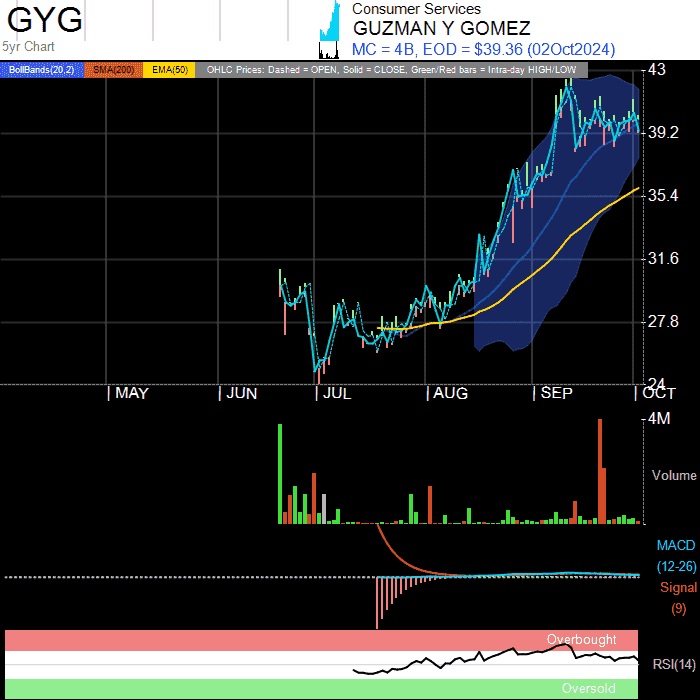 GYG
5yr Chart
Consumer Services
GUZMAN Y GOMEZ
MC = 4B, EOD = $39.36 (02Oct2024)
BollBands(20,2) SMA(200) EMA(50) OHLC Prices: Dashed = OPEN, Solid = CLOSE, Green/Red bars = Intra-day HIGH/LOW
43
39.2
35.4
31.6
27.8
24
MAY JUN JUL AUG SEP OCT
4M
Volume
MACD
(12-26)
Signal
(9)
Overbought
RSI(14)
Oversold